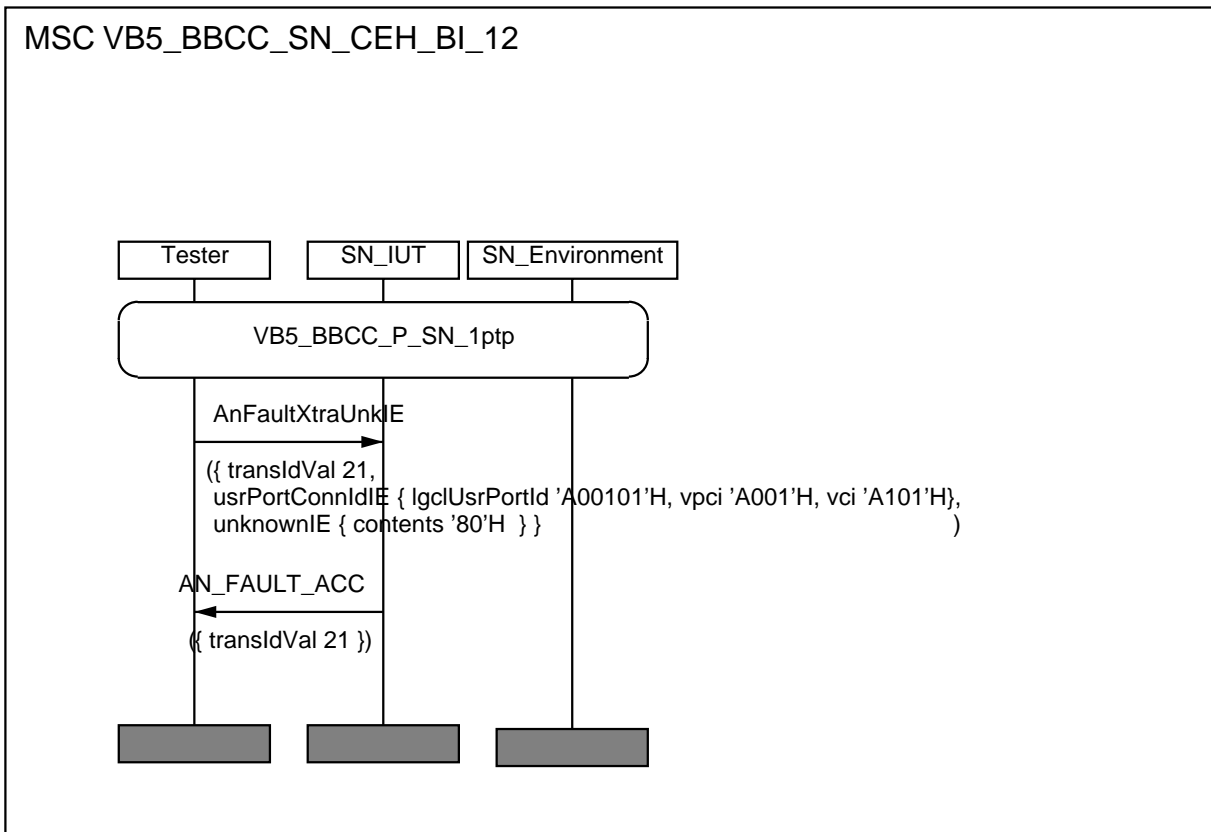 MSC VB5_BBCC_SN_CEH_BI_12
Tester SN_IUT SN_Environment
VB5_BBCC_P_SN_1ptp
AnFaultXtraUnkIE
({ transIdVal 21,
usrPortConnIdIE { lgclUsrPortId ’A00101’H, vpci ’A001’H, vci ’A101’H},
unknownIE { contents ’80’H } } )
AN_FAULT_ACC
({ transIdVal 21 })